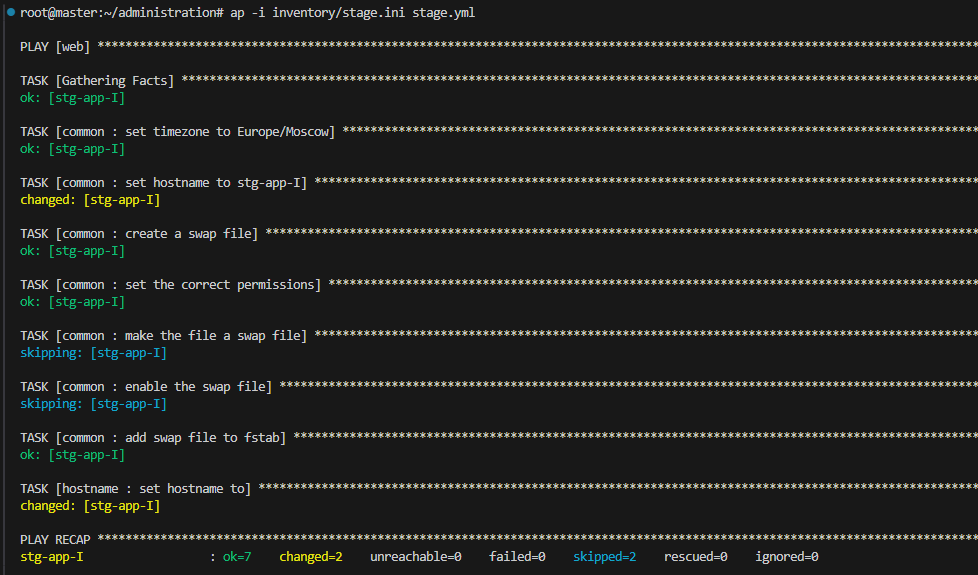 root@master:~/administration# ap -i inventory/stage.ini stage.yml
PLAY [web] *******************************************************************************************************************************
TASK [Gathering Facts] *******************************************************************************************************************
ok: [stg-app-I]
TASK [common : set timezone to Europe/Moscow] ********************************************************************************************
ok: [stg-app-I]
TASK [common : set hostname to stg-app-I] ************************************************************************************************
changed: [stg-app-I]
TASK [common : create a swap file] *******************************************************************************************************
ok: [stg-app-I]
TASK [common : set the correct permissions] **********************************************************************************************
ok: [stg-app-I]
TASK [common : make the file a swap file] ************************************************************************************************
skipping: [stg-app-I]
TASK [common : enable the swap file] *****************************************************************************************************
skipping: [stg-app-I]
TASK [common : add swap file to fstab] ***************************************************************************************************
ok: [stg-app-I]
TASK [hostname : set hostname to] ********************************************************************************************************
changed: [stg-app-I]
PLAY RECAP *******************************************************************************************************************************
stg-app-I                  : ok=7    changed=2    unreachable=0    failed=0    skipped=2    rescued=0    ignored=0